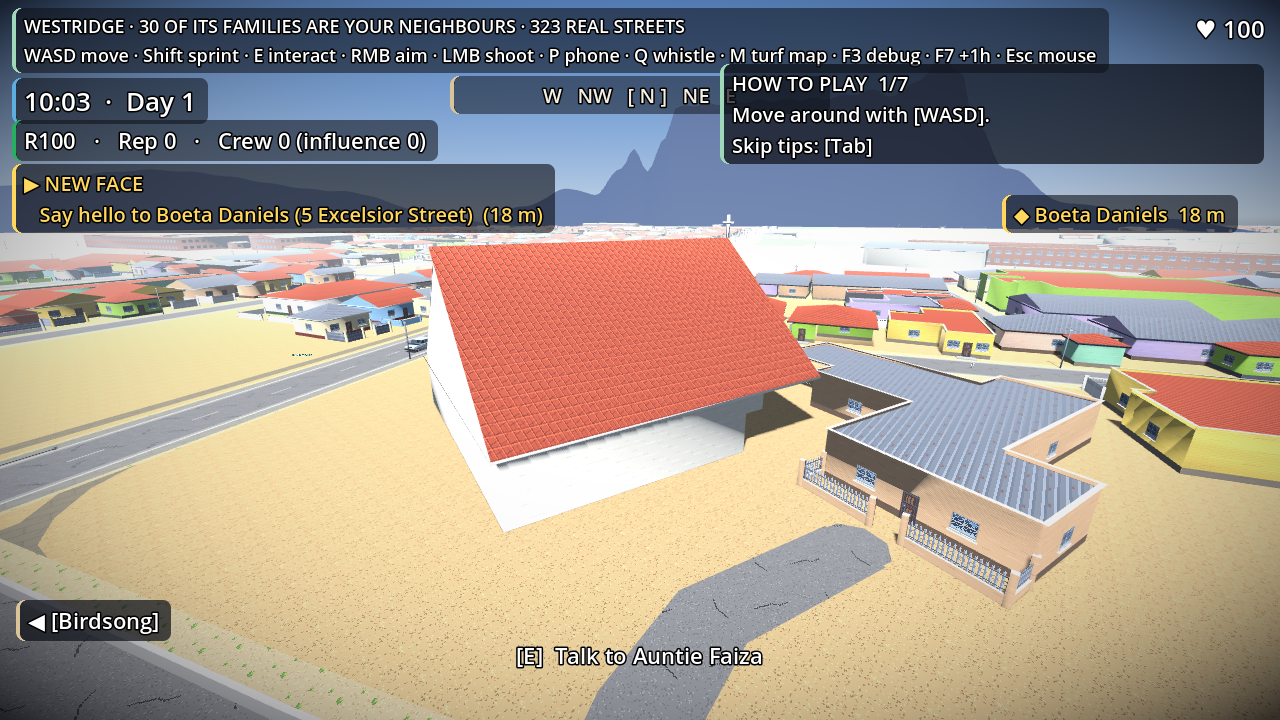 WESTRIDGE · 30 OF ITS FAMILIES ARE YOUR NEIGHBOURS · 323 REAL STREETS
WASD move · Shift sprint · E interact · RMB aim · LMB shoot · P phone · Q whistle · M turf map · F3 debug · F7 +1h · Esc mouse
♥ 100
10:03 · Day 1
W NW [ N ] NE E
HOW TO PLAY 1/7
Move around with [WASD].
Skip tips: [Tab]
R100 · Rep 0 · Crew 0 (influence 0)
▶ NEW FACE
Say hello to Boeta Daniels (5 Excelsior Street) (18 m)
◆ Boeta Daniels 18 m
◀ [Birdsong]
[E] Talk to Auntie Faiza